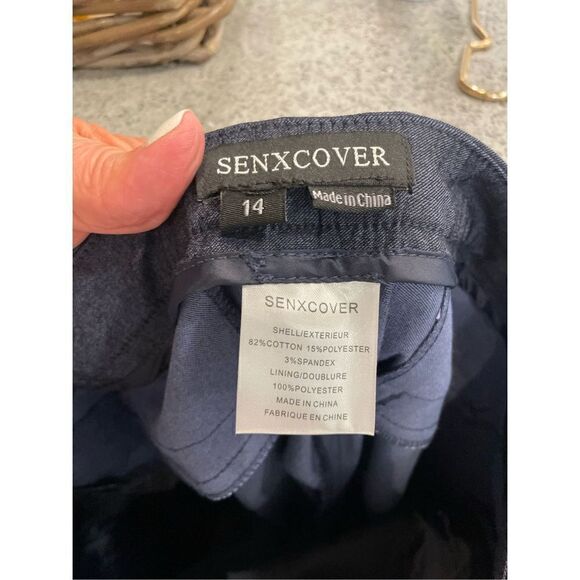 SENXCOVER
14
Made in China
SENXCOVER
SHELL/EXTERIEUR
82%COTTON 15%POLYESTER
3%SPANDEX
LINING/DOUBLURE
100%POLYESTER
MADE IN CHINA
FABRIQUE EN CHINE